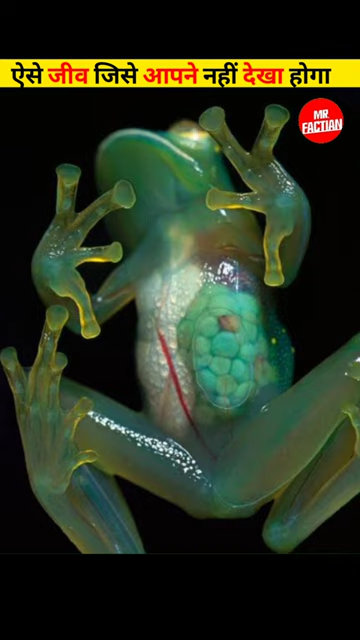 ऐसे जीव जिसे आपने नहीं देखा होगा
MR.
FACTIAN